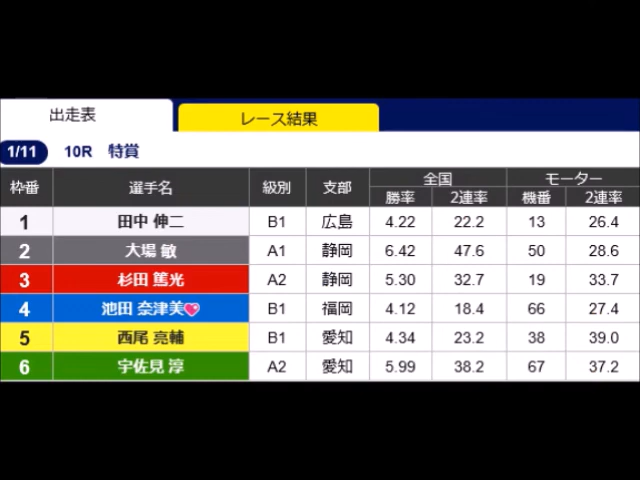 出走表
レース結果
1/11 10R 特賞
枠番 選手名 級別 支部 全国 モーター
勝率 2連率 機番 2連率
1 田中 伸二 B1 広島 4.22 22.2 13 26.4
2 大場 敏 A1 静岡 6.42 47.6 50 28.6
3 杉田 篤光 A2 静岡 5.30 32.7 19 33.7
4 池田 奈津美💘 B1 福岡 4.12 18.4 66 27.4
5 西尾 亮輔 B1 愛知 4.34 23.2 38 39.0
6 宇佐見 淳 A2 愛知 5.99 38.2 67 37.2